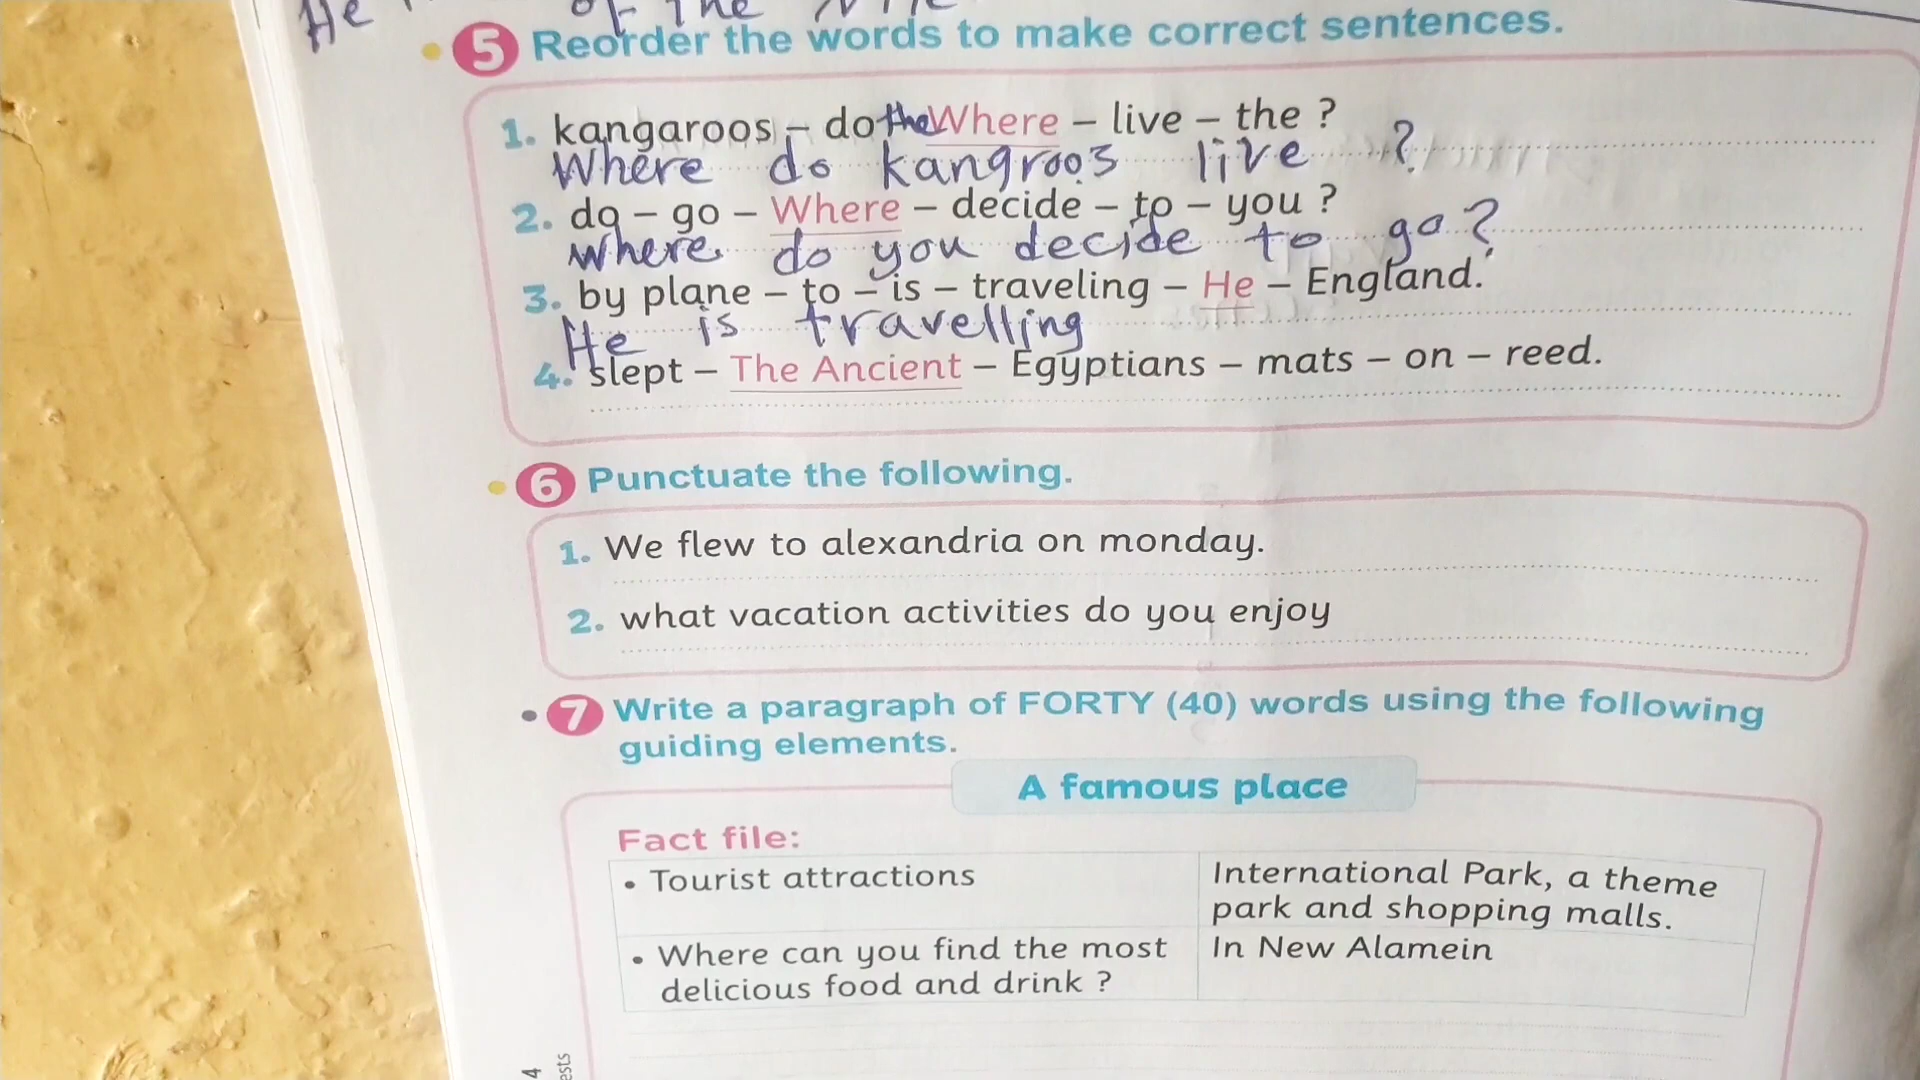 He of The
5 Reorder the words to make correct sentences.
1. kangaroos – do the Where – live – the ?
Where do kangroos live ?
2. do – go – Where – decide – to – you ?
where do you decide to go ?
3. by plane – to – is – traveling – He – England.
He is travelling
4. slept – The Ancient – Egyptians – mats – on – reed.
6 Punctuate the following.
1. We flew to alexandria on monday.
2. what vacation activities do you enjoy
7 Write a paragraph of FORTY (40) words using the following
guiding elements.
A famous place
Fact file:
• Tourist attractions
International Park, a theme
park and shopping malls.
• Where can you find the most
delicious food and drink ?
In New Alamein
4
ests